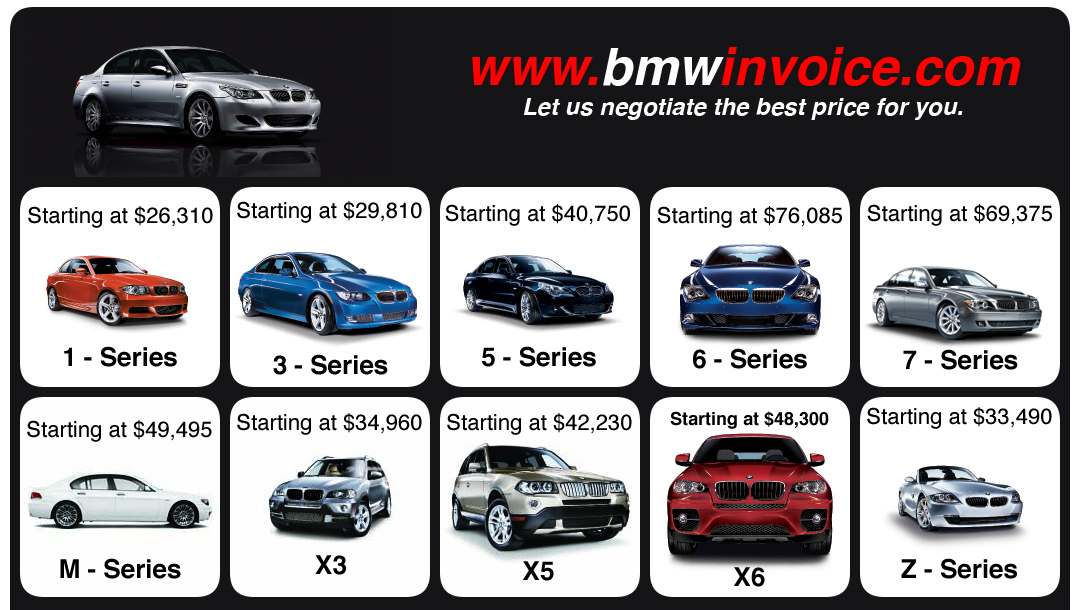 www.bmwinvoice.com
Let us negotiate the best price for you.
Starting at $26,310
1 - Series
Starting at $29,810
3 - Series
Starting at $40,750
5 - Series
Starting at $76,085
6 - Series
Starting at $69,375
7 - Series
Starting at $49,495
M - Series
Starting at $34,960
X3
Starting at $42,230
X5
Starting at $48,300
X6
Starting at $33,490
Z - Series